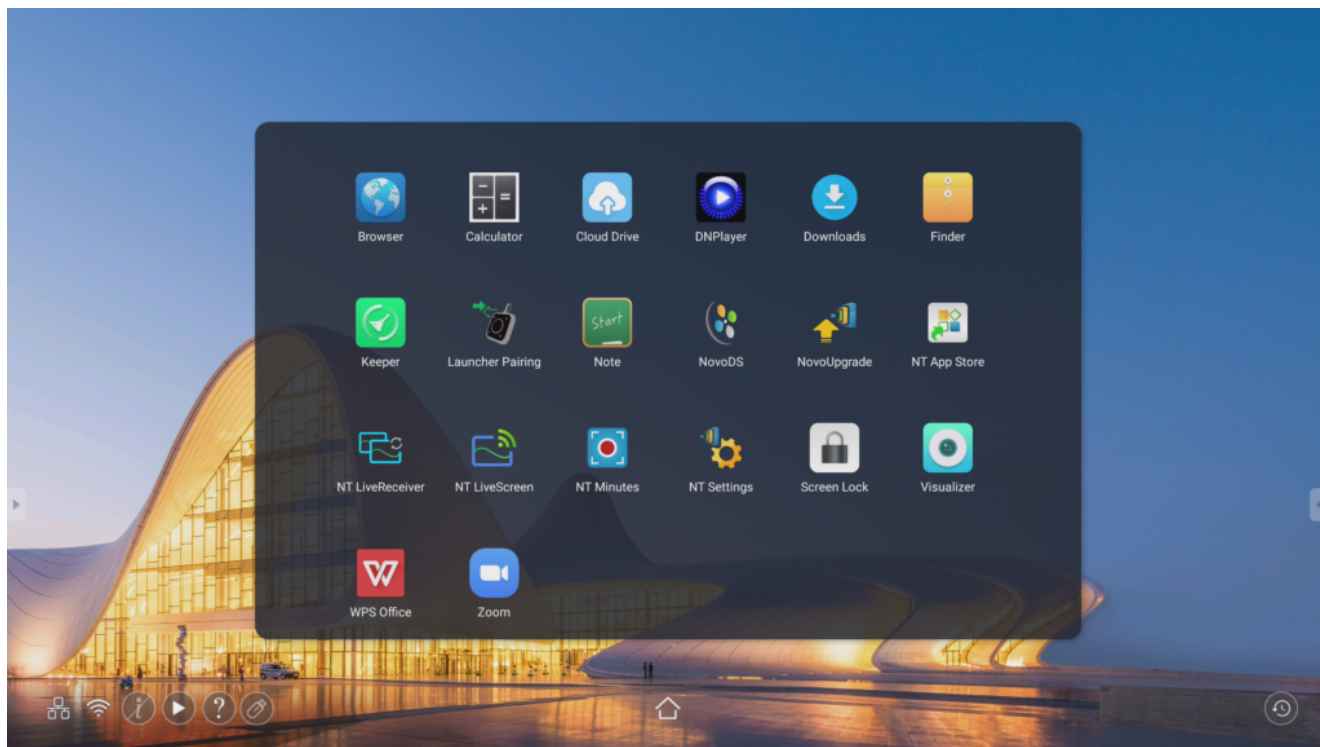 Browser
Calculator
Cloud Drive
DNPlayer
Downloads
Finder
Start
Keeper
Launcher Pairing
Note
NovoDS
NovoUpgrade
NT App Store
NT LiveReceiver
NT LiveScreen
NT Minutes
NT Settings
Screen Lock
Visualizer
WPS Office
Zoom